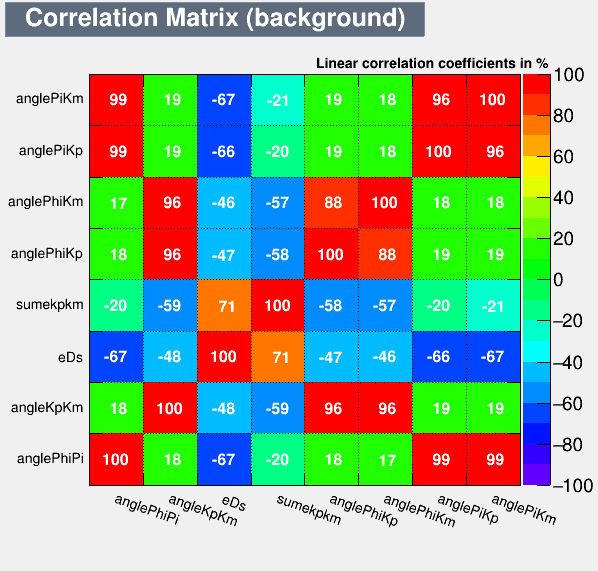 Correlation Matrix (background)
Linear correlation coefficients in %
anglePiKm 99 19 -67 -21 19 18 96 100
anglePiKp 99 19 -66 -20 19 18 100 96
anglePhiKm 17 96 -46 -57 88 100 18 18
anglePhiKp 18 96 -47 -58 100 88 19 19
sumekpkm -20 -59 71 100 -58 -57 -20 -21
eDs -67 -48 100 71 -47 -46 -66 -67
angleKpKm 18 100 -48 -59 96 96 19 19
anglePhiPi 100 18 -67 -20 18 17 99 99
anglePhiPi angleKpKm eDs sumekpkm anglePhiKp anglePhiKm anglePiKp anglePiKm
100
80
60
40
20
0
−20
−40
−60
−80
−100